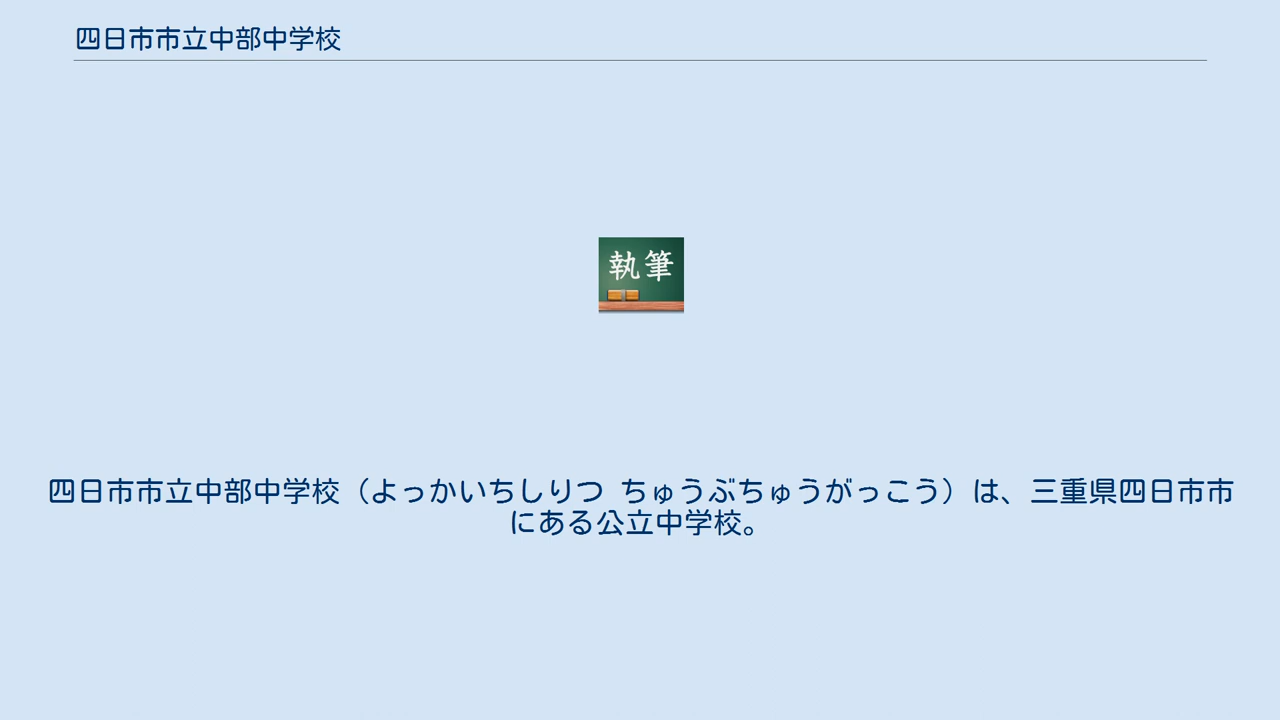 四日市市立中部中学校
執筆
四日市市立中部中学校（よっかいちしりつ ちゅうぶちゅうがっこう）は、三重県四日市市
にある公立中学校。